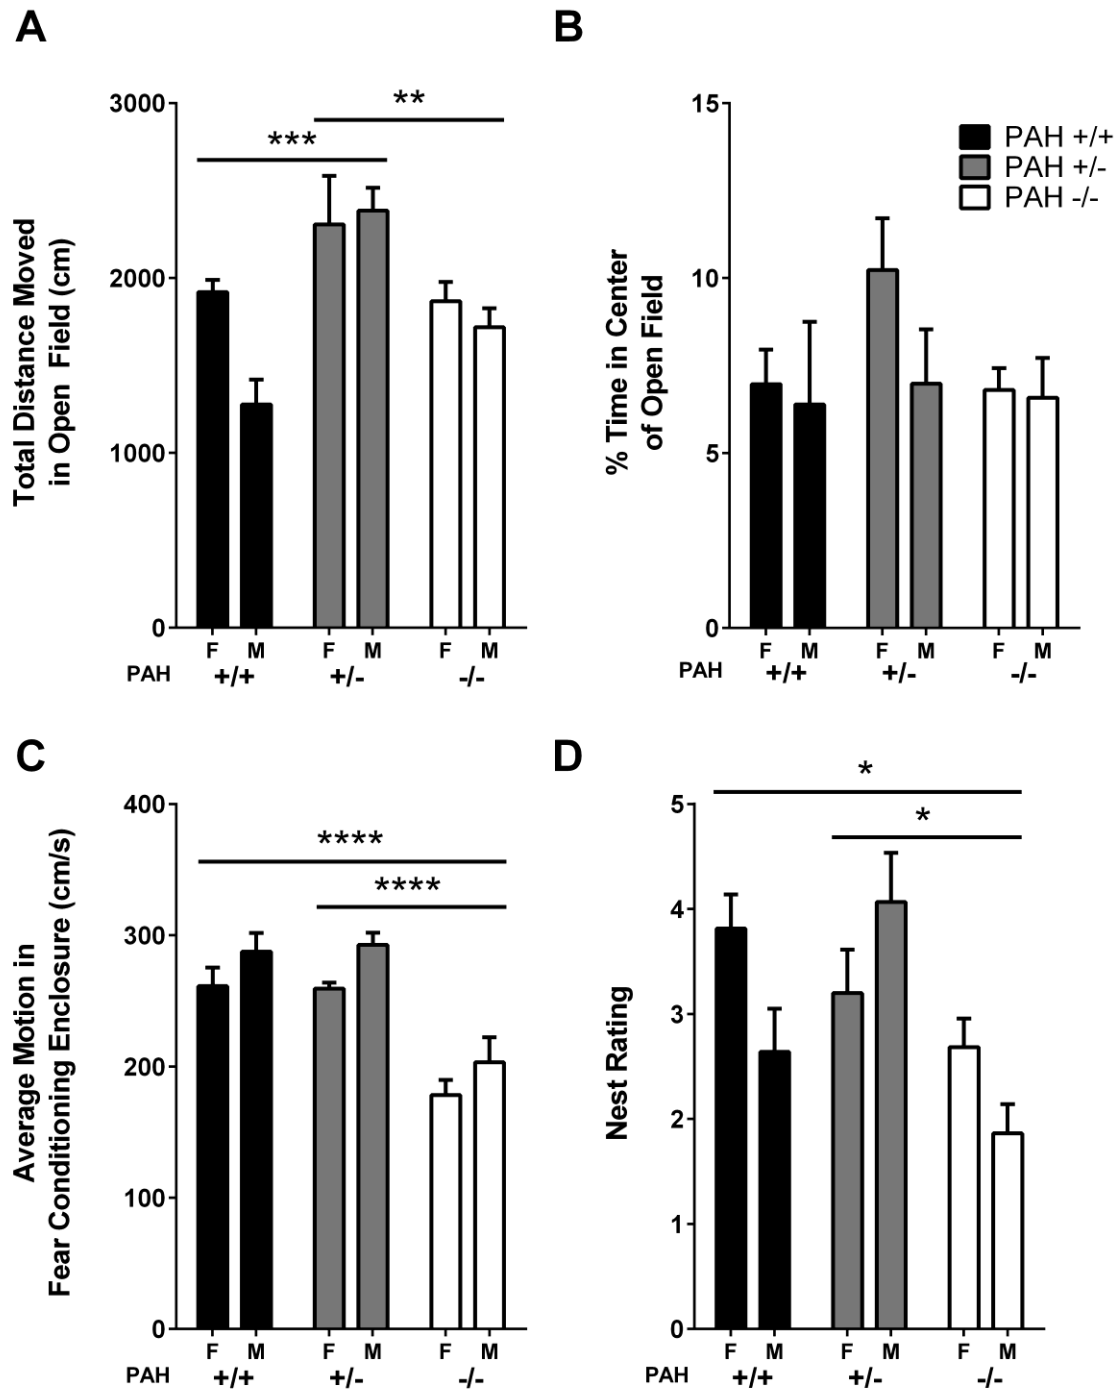 A
Total Distance Moved
in Open Field (cm)
3000
2000
1000
0
***
**
F M F M F M
PAH +/+ +/- -/-
B
% Time in Center
of Open Field
15
10
5
0
PAH +/+
PAH +/-
PAH -/-
F M F M F M
PAH +/+ +/- -/-
C
Average Motion in
Fear Conditioning Enclosure (cm/s)
400
300
200
100
0
****
****
F M F M F M
PAH +/+ +/- -/-
D
Nest Rating
5
4
3
2
1
0
*
*
F M F M F M
PAH +/+ +/- -/-